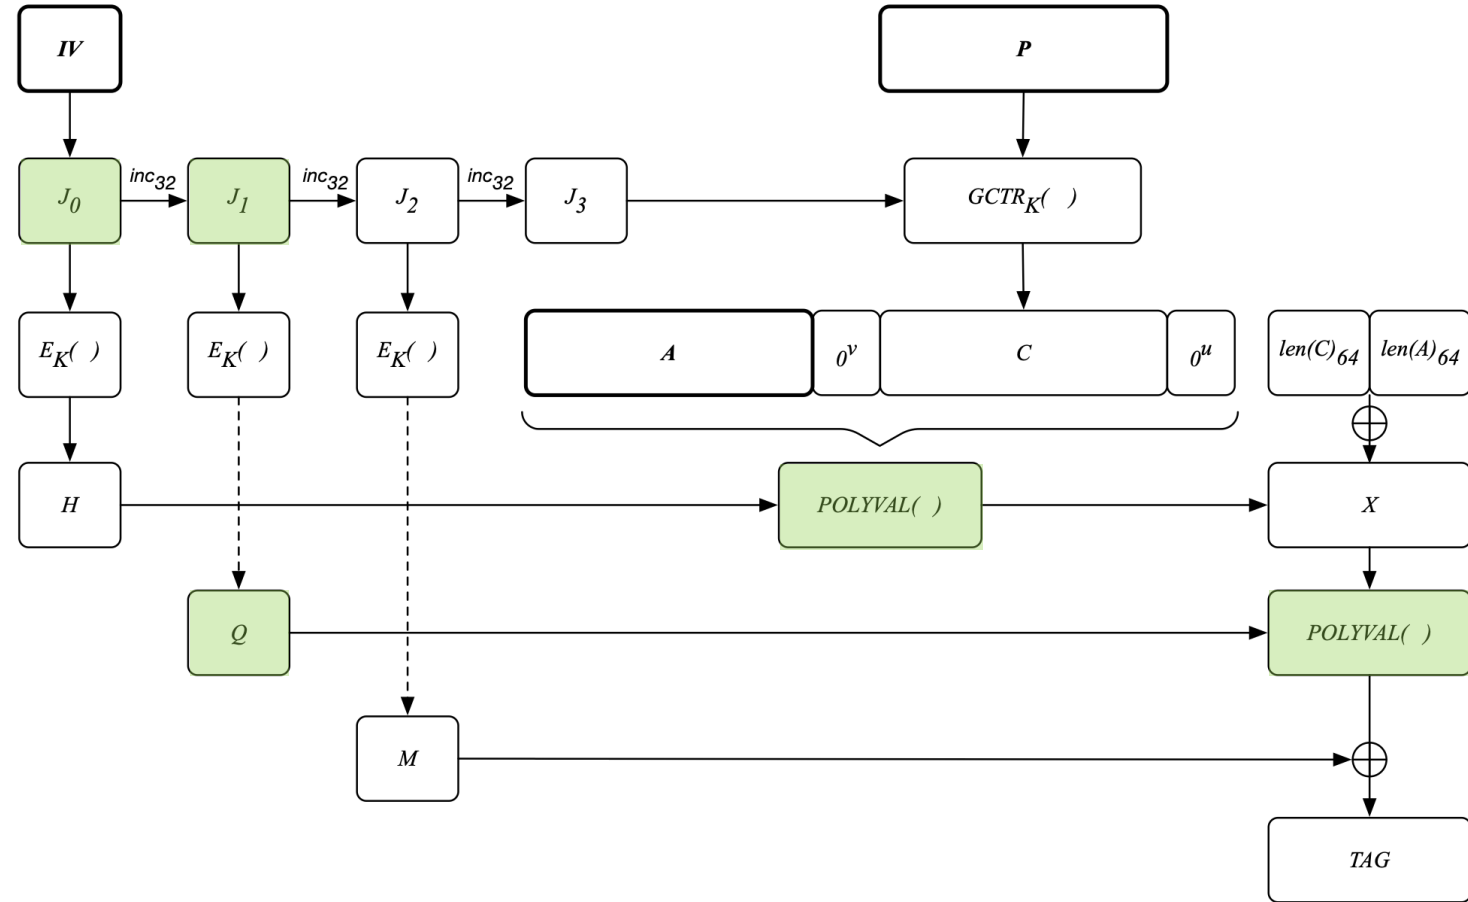 IV
P
J0
inc32
J1
inc32
J2
inc32
J3
GCTRK( )
EK( )
EK( )
EK( )
A
0v
C
0u
len(C)64
len(A)64
H
POLYVAL( )
X
Q
POLYVAL( )
M
TAG